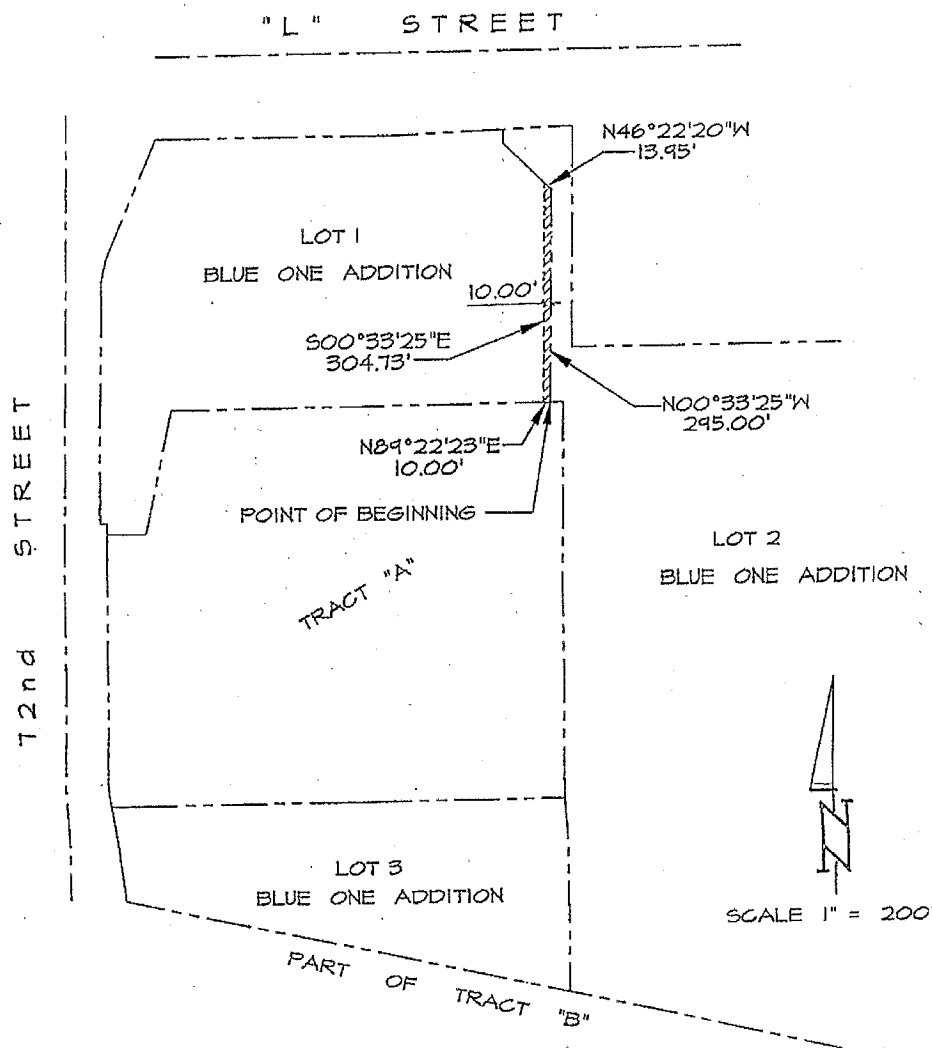 "L" STREET
N46°22'20"W
13.95'
LOT 1
BLUE ONE ADDITION
10.00'
S00°33'25"E
304.73'
N00°33'25"W
295.00'
N89°22'23"E
10.00'
POINT OF BEGINNING
72nd STREET
LOT 2
BLUE ONE ADDITION
TRACT "A"
N
SCALE 1" = 200
LOT 3
BLUE ONE ADDITION
PART OF TRACT "B"